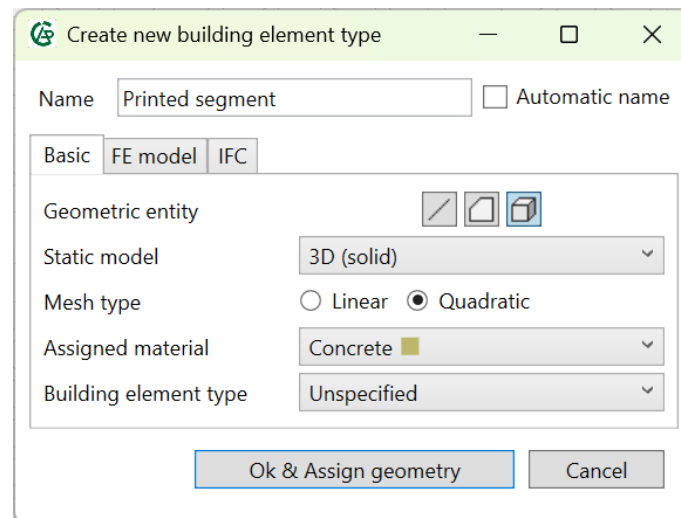 Create new building element type
Name Printed segment Automatic name
Basic FE model IFC
Geometric entity
Static model 3D (solid)
Mesh type Linear Quadratic
Assigned material Concrete
Building element type Unspecified
Ok & Assign geometry Cancel